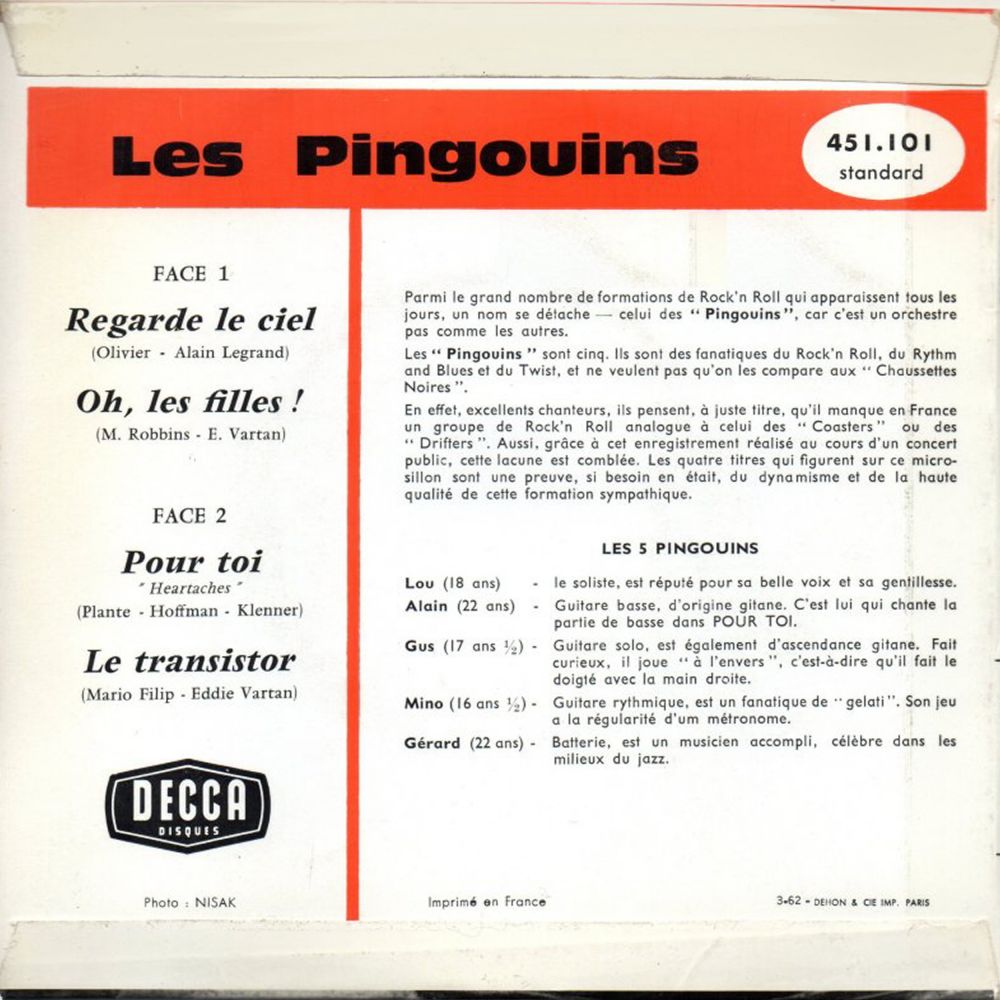 Les Pingouins
451.101
standard
FACE 1
Regarde le ciel
(Olivier - Alain Legrand)
Oh, les filles !
(M. Robbins - E. Vartan)
FACE 2
Pour toi
" Heartaches "
(Plante - Hoffman - Klenner)
Le transistor
(Mario Filip - Eddie Vartan)
DECCA
DISQUES
Photo : NISAK
Parmi le grand nombre de formations de Rock'n Roll qui apparaissent tous les
jours, un nom se détache — celui des “ Pingouins ”, car c'est un orchestre
pas comme les autres.
Les “ Pingouins ” sont cinq. Ils sont des fanatiques du Rock'n Roll, du Rythm
and Blues et du Twist, et ne veulent pas qu'on les compare aux “ Chaussettes
Noires ”.
En effet, excellents chanteurs, ils pensent, à juste titre, qu'il manque en France
un groupe de Rock'n Roll analogue à celui des “ Coasters ” ou des
“ Drifters ”. Aussi, grâce à cet enregistrement réalisé au cours d'un concert
public, cette lacune est comblée. Les quatre titres qui figurent sur ce micro-
sillon sont une preuve, si besoin en était, du dynamisme et de la haute
qualité de cette formation sympathique.
LES 5 PINGOUINS
Lou (18 ans) - le soliste, est réputé pour sa belle voix et sa gentillesse.
Alain (22 ans) - Guitare basse, d'origine gitane. C'est lui qui chante la
partie de basse dans POUR TOI.
Gus (17 ans ½) - Guitare solo, est également d'ascendance gitane. Fait
curieux, il joue “ à l'envers ”, c'est-à-dire qu'il fait le
doigté avec la main droite.
Mino (16 ans ½) - Guitare rythmique, est un fanatique de “ gelati ”. Son jeu
a la régularité d'um métronome.
Gérard (22 ans) - Batterie, est un musicien accompli, célèbre dans les
milieux du jazz.
Imprimé en France
3-62 - DEHON & CIE IMP. PARIS